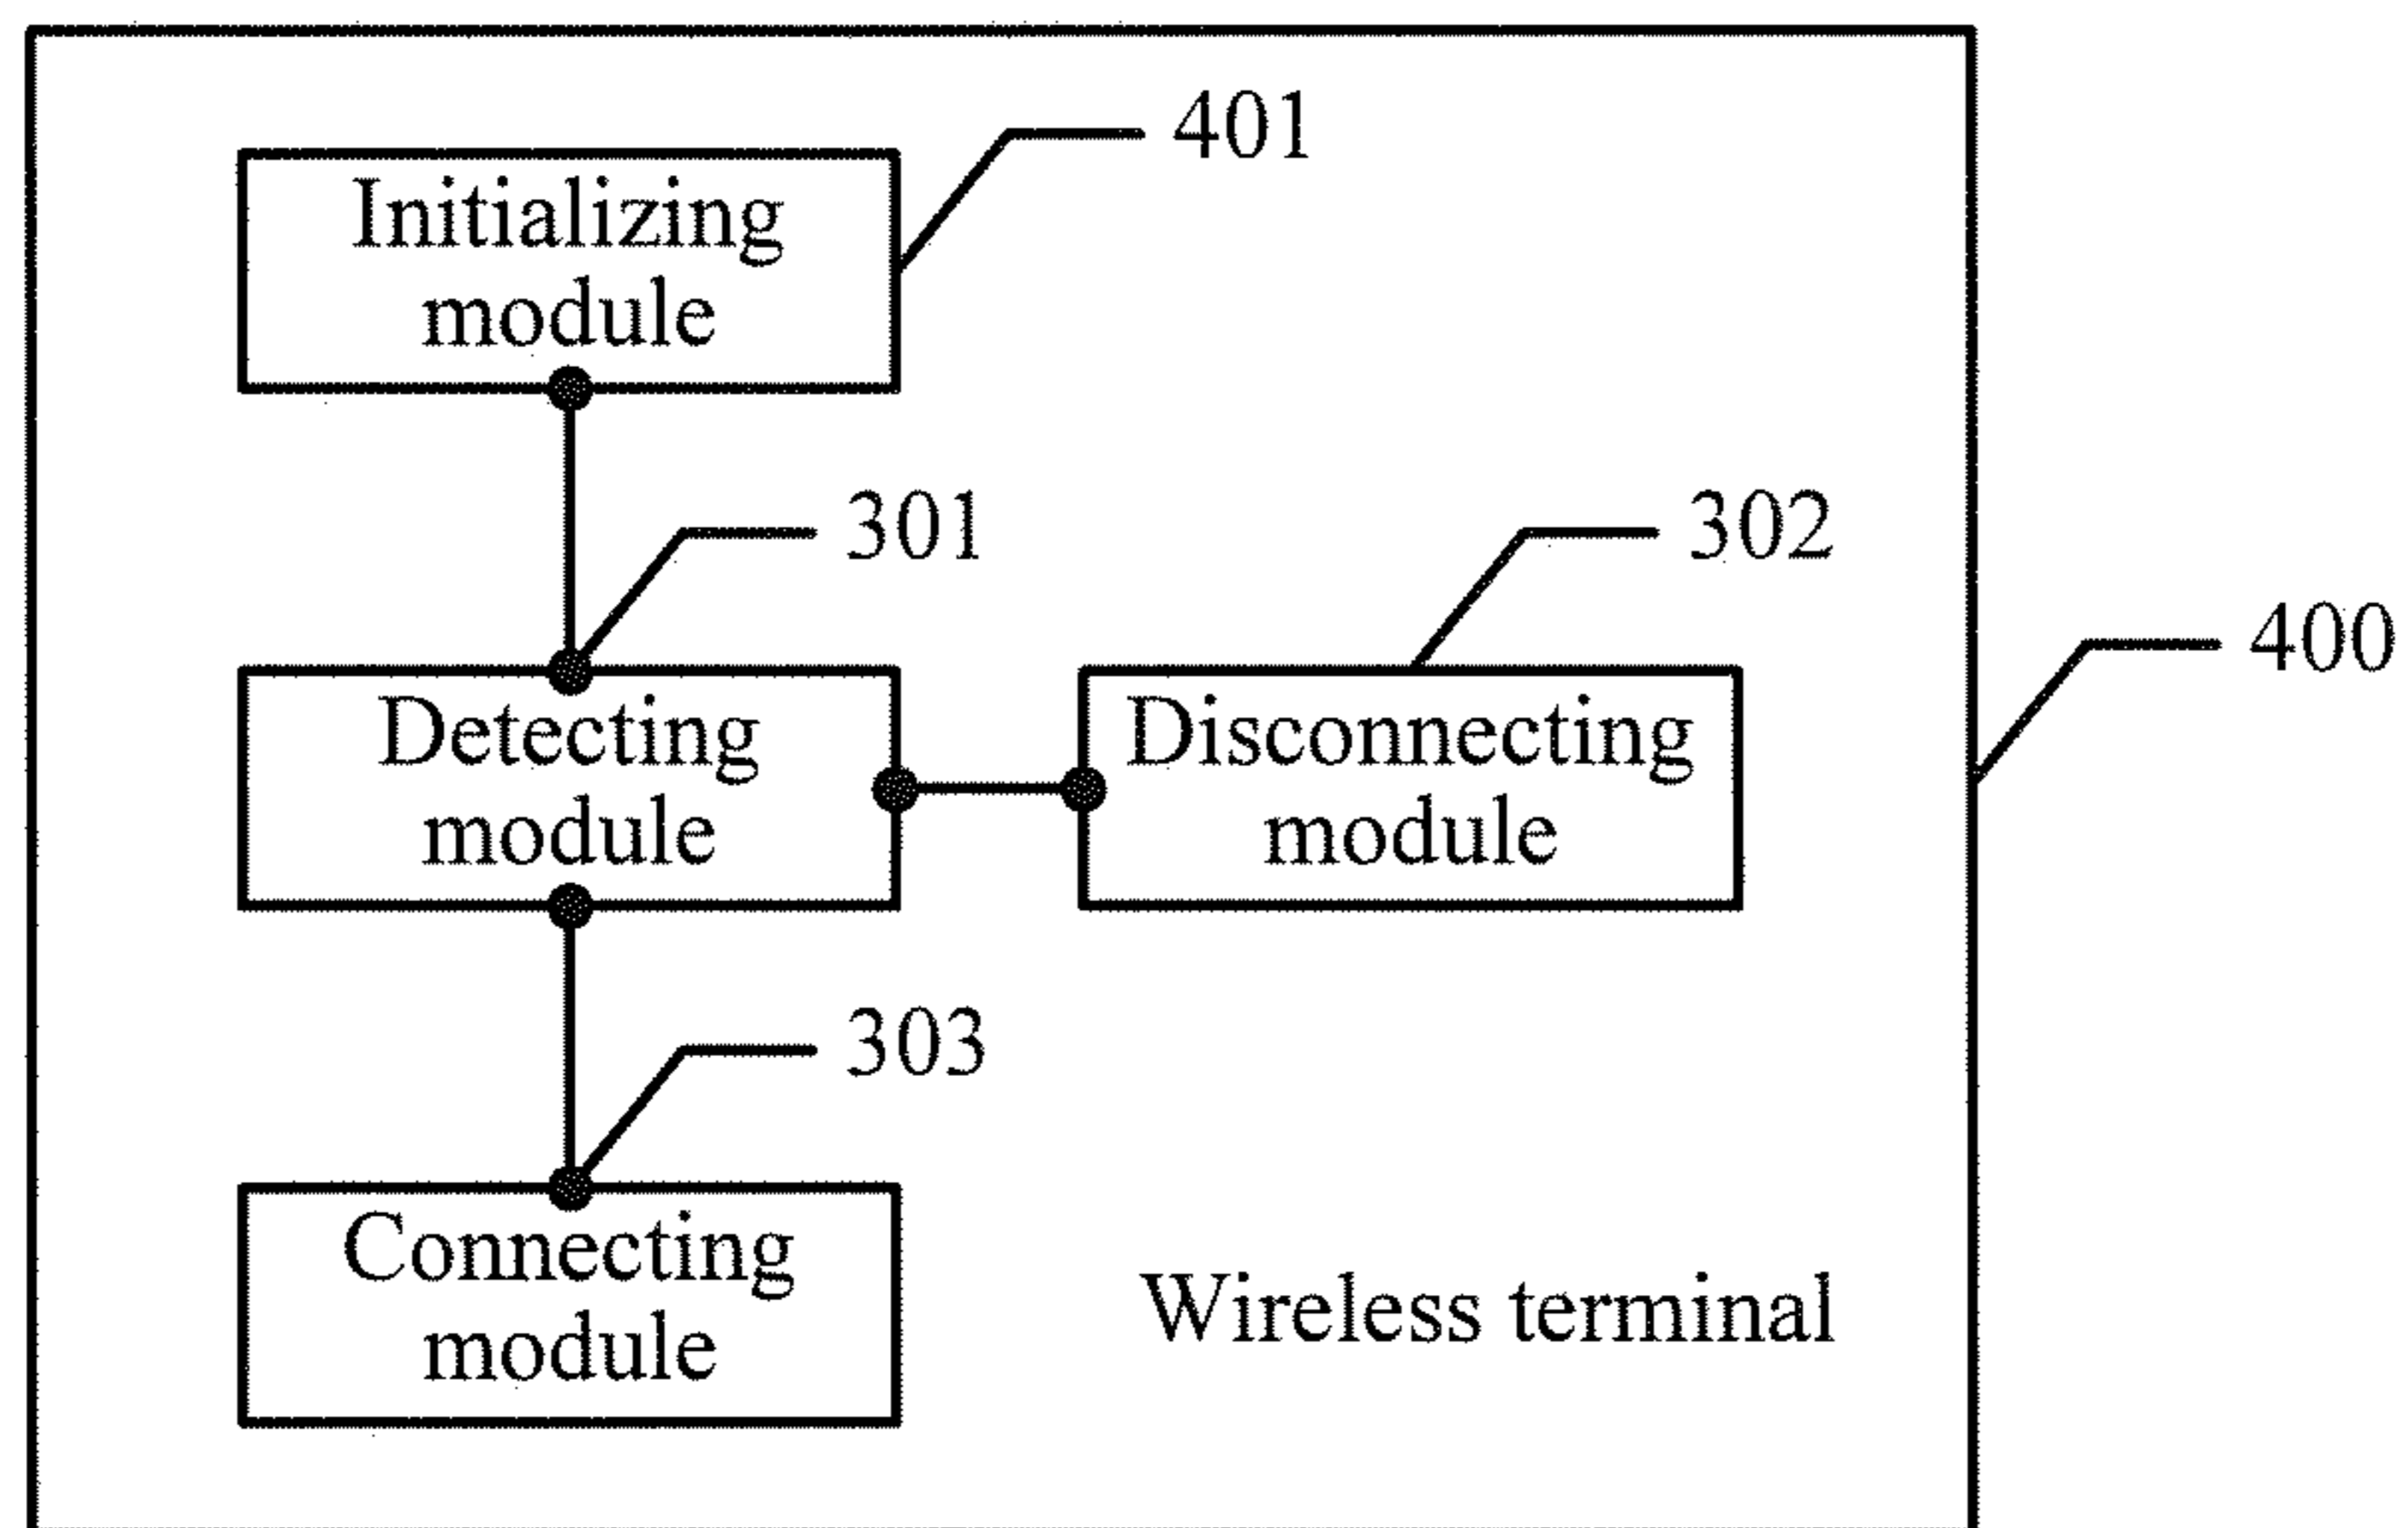 401
Initializing
module
301
302
400
Detecting
module
Disconnecting
module
303
Connecting
module
Wireless terminal